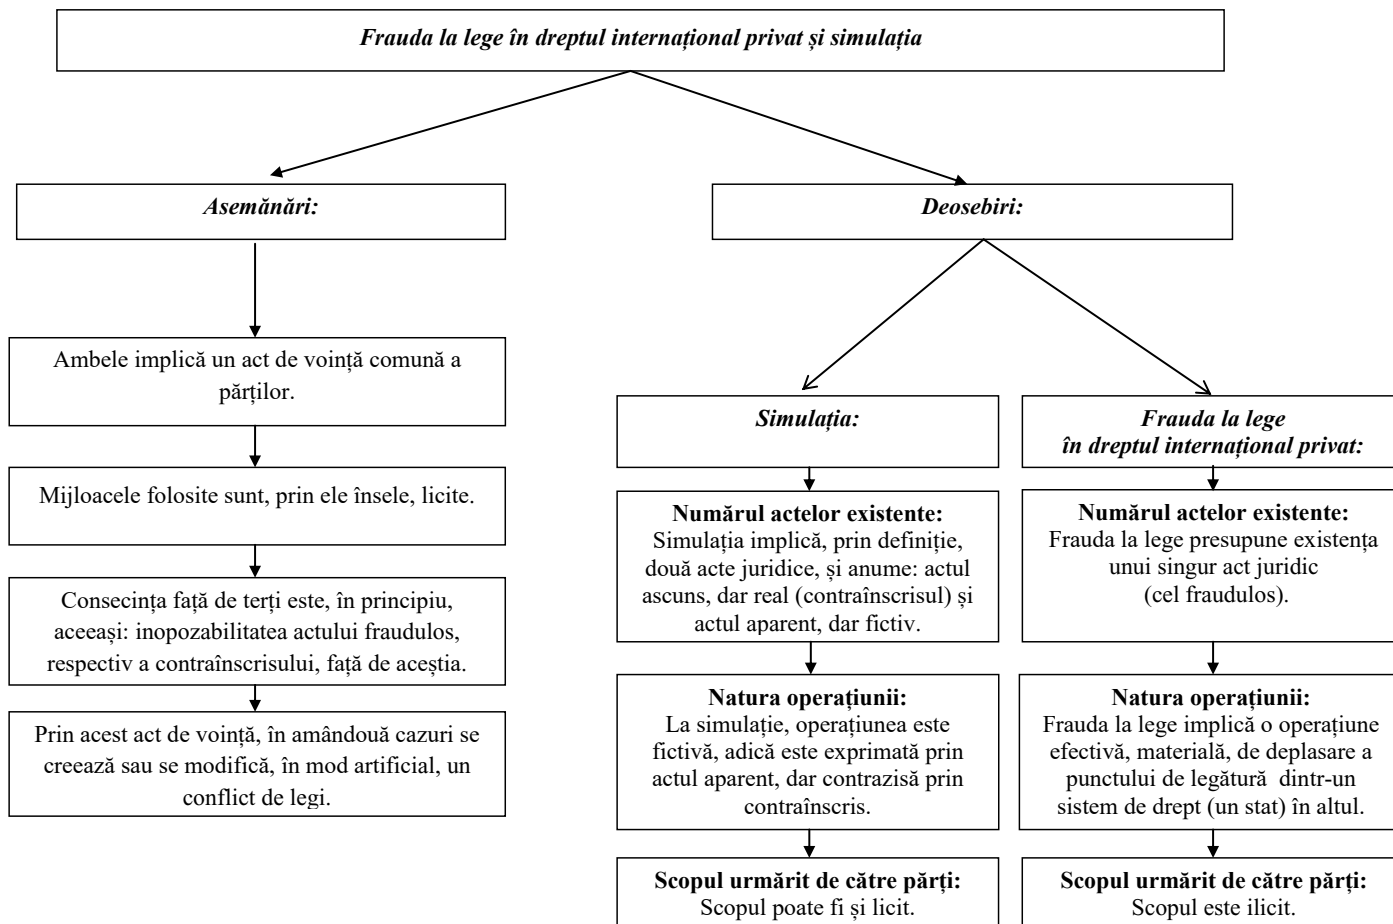 Frauda la lege în dreptul internațional privat și simulația
Asemănări:
Ambele implică un act de voință comună a
părților.
Mijloacele folosite sunt, prin ele însele, licite.
Consecința față de terți este, în principiu,
aceeași: inopozabilitatea actului fraudulos,
respectiv a contraînscrisului, față de aceștia.
Prin acest act de voință, în amândouă cazuri se
creează sau se modifică, în mod artificial, un
conflict de legi.
Deosebiri:
Simulația:
Numărul actelor existente:
Simulația implică, prin definiție,
două acte juridice, și anume: actul
ascuns, dar real (contraînscrisul) și
actul aparent, dar fictiv.
Natura operațiunii:
La simulație, operațiunea este
fictivă, adică este exprimată prin
actul aparent, dar contrazisă prin
contraînscris.
Scopul urmărit de către părți:
Scopul poate fi și licit.
Frauda la lege
în dreptul internațional privat:
Numărul actelor existente:
Frauda la lege presupune existența
unui singur act juridic
(cel fraudulos).
Natura operațiunii:
Frauda la lege implică o operațiune
efectivă, materială, de deplasare a
punctului de legătură dintr-un
sistem de drept (un stat) în altul.
Scopul urmărit de către părți:
Scopul este ilicit.